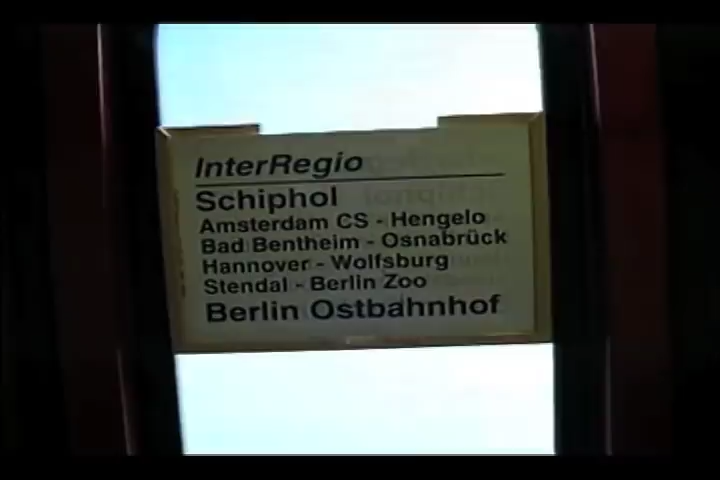 InterRegio
Schiphol
Amsterdam CS - Hengelo
Bad Bentheim - Osnabrück
Hannover - Wolfsburg
Stendal - Berlin Zoo
Berlin Ostbahnhof